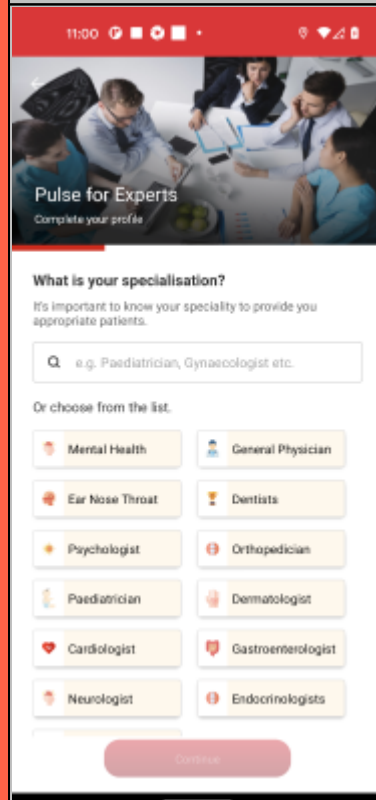 11:00
Pulse for Experts
Complete your profile
What is your specialisation?
It's important to know your speciality to provide you
appropriate patients.
e.g. Paediatrician, Gynaecologist etc.
Or choose from the list.
Mental Health
General Physician
Ear Nose Throat
Dentists
Psychologist
Orthopedician
Paediatrician
Dermatologist
Cardiologist
Gastroenterologist
Neurologist
Endocrinologists
Continue